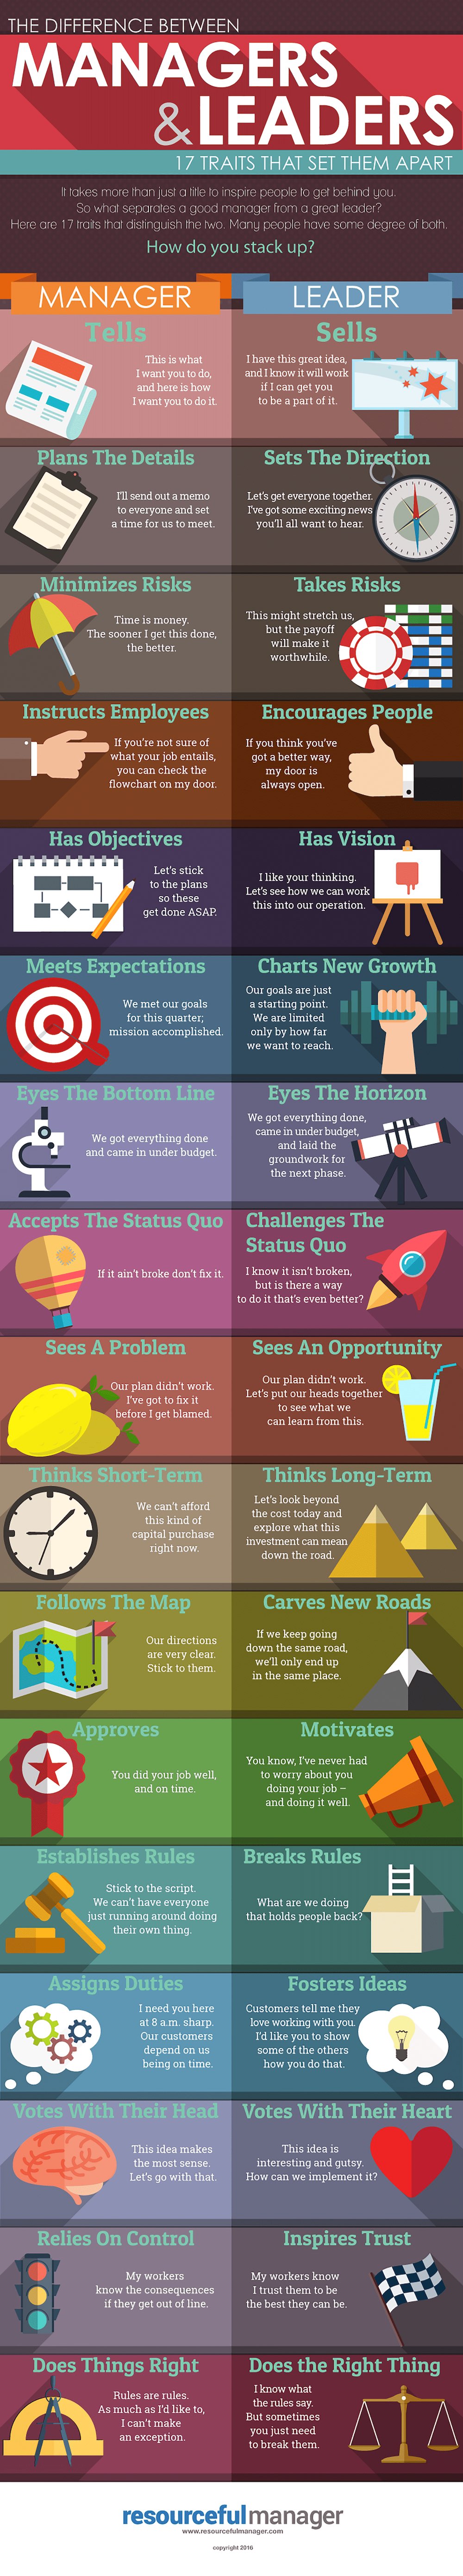 THE DIFFERENCE BETWEEN
MANAGERS
& LEADERS
17 TRAITS THAT SET THEM APART
It takes more than just a title to inspire people to get behind you.
So what separates a good manager from a great leader?
Here are 17 traits that distinguish the two. Many people have some degree of both.
How do you stack up?
MANAGER
LEADER
Tells
This is what
I want you to do,
and here is how
I want you to do it.
Sells
I have this great idea,
and I know it will work
if I can get you
to be a part of it.
Plans The Details
I'll send out a memo
to everyone and set
a time for us to meet.
Sets The Direction
Let's get everyone together.
I've got some exciting news
you'll all want to hear.
Minimizes Risks
Time is money.
The sooner I get this done,
the better.
Takes Risks
This might stretch us,
but the payoff
will make it
worthwhile.
Instructs Employees
If you're not sure of
what your job entails,
you can check the
flowchart on my door.
Encourages People
If you think you've
got a better way,
my door is
always open.
Has Objectives
Let's stick
to the plans
so these
get done ASAP.
Has Vision
I like your thinking.
Let's see how we can work
this into our operation.
Meets Expectations
We met our goals
for this quarter;
mission accomplished.
Charts New Growth
Our goals are just
a starting point.
We are limited
only by how far
we want to reach.
Eyes The Bottom Line
We got everything done
and came in under budget.
Eyes The Horizon
We got everything done,
came in under budget,
and laid the
groundwork for
the next phase.
Accepts The Status Quo
If it ain't broke don't fix it.
Challenges The
Status Quo
I know it isn't broken,
but is there a way
to do it that's even better?
Sees A Problem
Our plan didn't work.
I've got to fix it
before I get blamed.
Sees An Opportunity
Our plan didn't work.
Let's put our heads together
to see what we
can learn from this.
Thinks Short-Term
We can't afford
this kind of
capital purchase
right now.
Thinks Long-Term
Let's look beyond
the cost today and
explore what this
investment can mean
down the road.
Follows The Map
Our directions
are very clear.
Stick to them.
Carves New Roads
If we keep going
down the same road,
we'll only end up
in the same place.
Approves
You did your job well,
and on time.
Motivates
You know, I've never had
to worry about you
doing your job –
and doing it well.
Establishes Rules
Stick to the script.
We can't have everyone
just running around doing
their own thing.
Breaks Rules
What are we doing
that holds people back?
Assigns Duties
I need you here
at 8 a.m. sharp.
Our customers
depend on us
being on time.
Fosters Ideas
Customers tell me they
love working with you.
I'd like you to show
some of the others
how you do that.
Votes With Their Head
This idea makes
the most sense.
Let's go with that.
Votes With Their Heart
This idea is
interesting and gutsy.
How can we implement it?
Relies On Control
My workers
know the consequences
if they get out of line.
Inspires Trust
My workers know
I trust them to be
the best they can be.
Does Things Right
Rules are rules.
As much as I'd like to,
I can't make
an exception.
Does the Right Thing
I know what
the rules say.
But sometimes
you just need
to break them.
resourcefulmanager
www.resourcefulmanager.com
copyright 2016